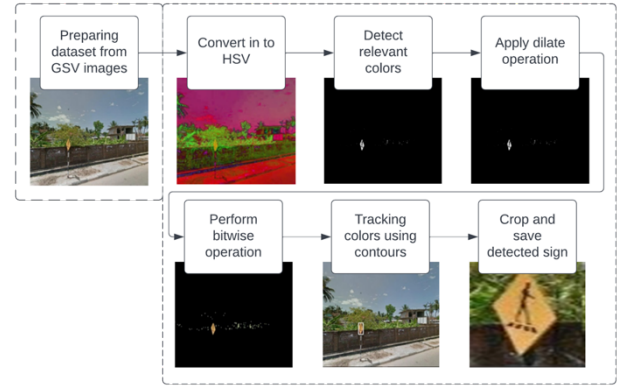 Preparing
dataset from
GSV images
Convert in to
HSV
Detect
relevant
colors
Apply dilate
operation
Perform
bitwise
operation
Tracking
colors using
contours
Crop and
save
detected sign